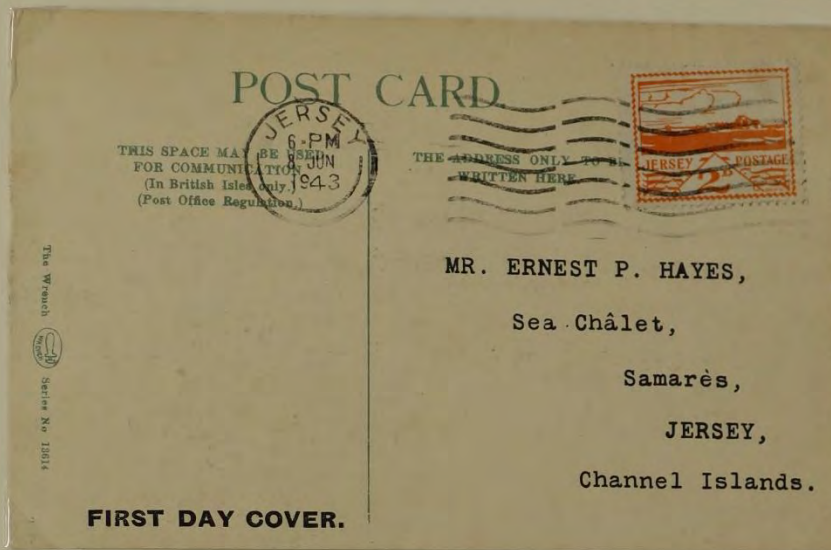 POST CARD
JERSEY
6-PM
8 JUN
1943
THIS SPACE MAY BE USED
FOR COMMUNICATION
(In British Isles only.)
(Post Office Regulation.)
THE ADDRESS ONLY TO BE
WRITTEN HERE
JERSEY POSTAGE
2D
MR. ERNEST P. HAYES,
Sea Châlet,
Samarès,
JERSEY,
Channel Islands.
The Wrench
Series No 13614
FIRST DAY COVER.